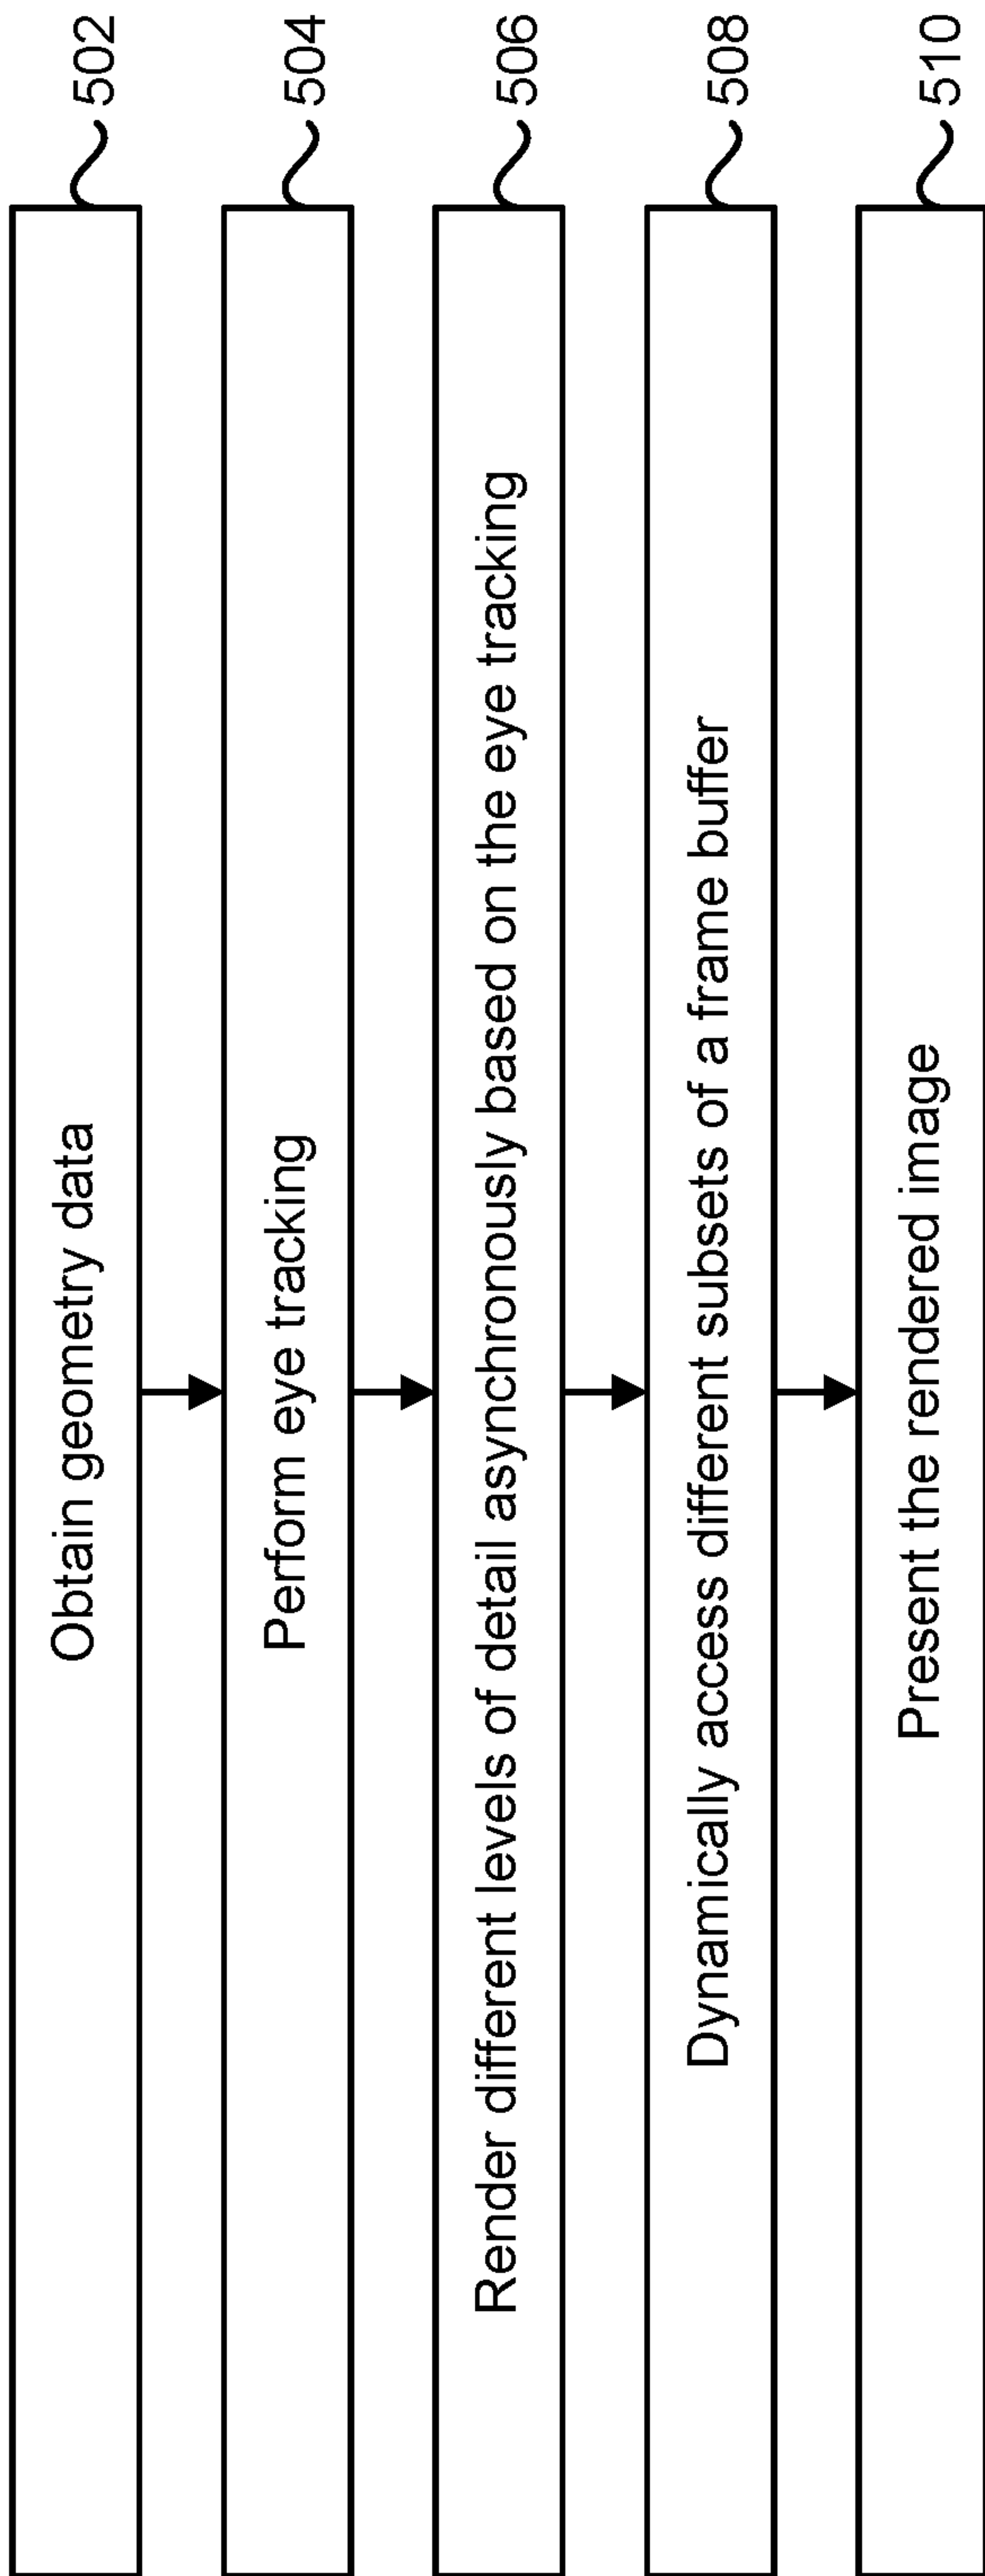 Obtain geometry data
502
Perform eye tracking
504
Render different levels of detail asynchronously based on the eye tracking
506
Dynamically access different subsets of a frame buffer
508
Present the rendered image
510